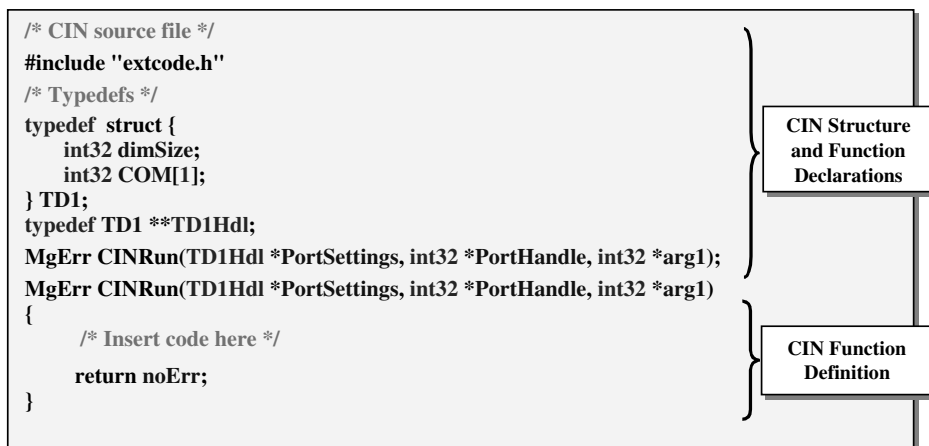 /* CIN source file */
#include "extcode.h"
/* Typedefs */
typedef struct {
int32 dimSize;
int32 COM[1];
} TD1;
typedef TD1 **TD1Hdl;
MgErr CINRun(TD1Hdl *PortSettings, int32 *PortHandle, int32 *arg1);
CIN Structure
and Function
Declarations
MgErr CINRun(TD1Hdl *PortSettings, int32 *PortHandle, int32 *arg1)
{
/* Insert code here */
return noErr;
}
CIN Function
Definition